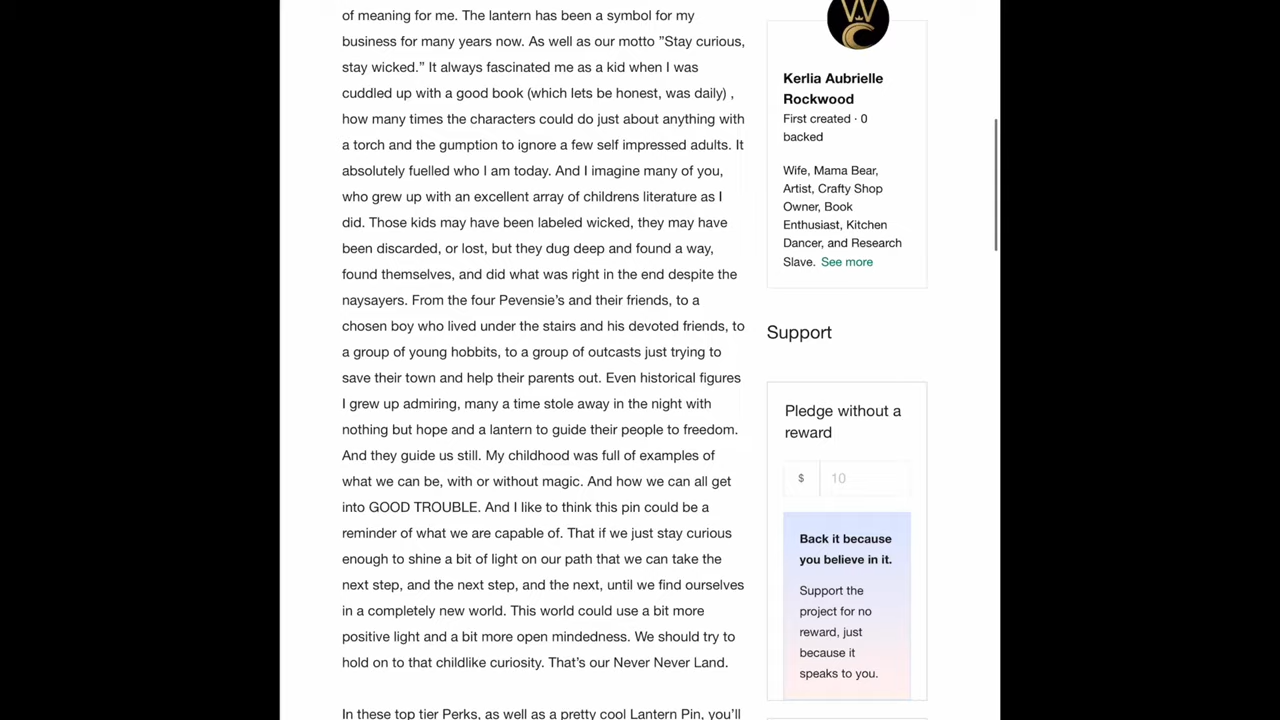 of meaning for me. The lantern has been a symbol for my
business for many years now. As well as our motto ”Stay curious,
stay wicked.” It always fascinated me as a kid when I was
cuddled up with a good book (which lets be honest, was daily) ,
how many times the characters could do just about anything with
a torch and the gumption to ignore a few self impressed adults. It
absolutely fuelled who I am today. And I imagine many of you,
who grew up with an excellent array of childrens literature as I
did. Those kids may have been labeled wicked, they may have
been discarded, or lost, but they dug deep and found a way,
found themselves, and did what was right in the end despite the
naysayers. From the four Pevensie’s and their friends, to a
chosen boy who lived under the stairs and his devoted friends, to
a group of young hobbits, to a group of outcasts just trying to
save their town and help their parents out. Even historical figures
I grew up admiring, many a time stole away in the night with
nothing but hope and a lantern to guide their people to freedom.
And they guide us still. My childhood was full of examples of
what we can be, with or without magic. And how we can all get
into GOOD TROUBLE. And I like to think this pin could be a
reminder of what we are capable of. That if we just stay curious
enough to shine a bit of light on our path that we can take the
next step, and the next step, and the next, until we find ourselves
in a completely new world. This world could use a bit more
positive light and a bit more open mindedness. We should try to
hold on to that childlike curiosity. That’s our Never Never Land.
In these top tier Perks, as well as a pretty cool Lantern Pin, you’ll
W
C
Kerlia Aubrielle
Rockwood
First created · 0
backed
Wife, Mama Bear,
Artist, Crafty Shop
Owner, Book
Enthusiast, Kitchen
Dancer, and Research
Slave. See more
Support
Pledge without a
reward
$ 10
Back it because
you believe in it.
Support the
project for no
reward, just
because it
speaks to you.